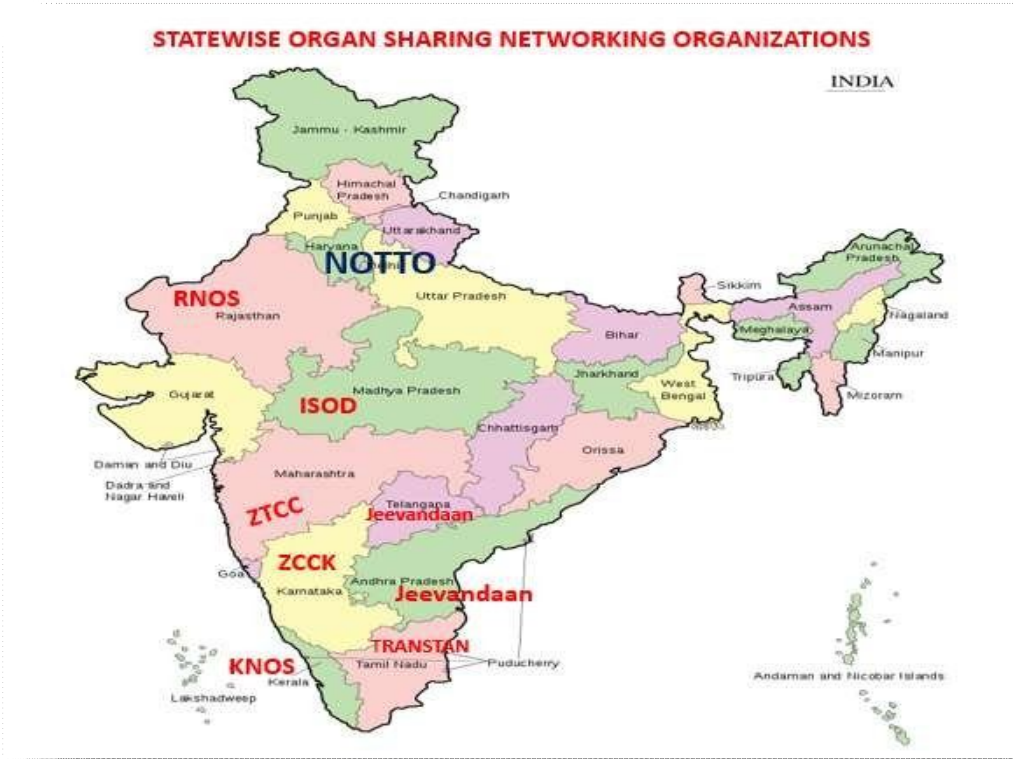 STATEWISE ORGAN SHARING NETWORKING ORGANIZATIONS
INDIA
Jammu - Kashmir
Himachal
Pradesh
Chandigarh
Punjab
Uttarakhand
Haryana
Delhi
NOTTO
Arunachal
Pradesh
Sikkim
RNOS
Rajasthan
Uttar Pradesh
Assam
Nagaland
Bihar
Meghalaya
Manipur
Jharkhand
Tripura
West
Bengal
Mizoram
Gujarat
Madhya Pradesh
ISOD
Chhattisgarh
Orissa
Daman and Diu
Dadra and
Nagar Haveli
Maharashtra
ZTCC
Telangana
Jeevandaan
ZCCK
Goa
Karnataka
Andhra Pradesh
Jeevandaan
TRANSTAN
KNOS
Tamil Nadu
Puducherry
Kerala
Lakshadweep
Andaman and Nicobar Islands